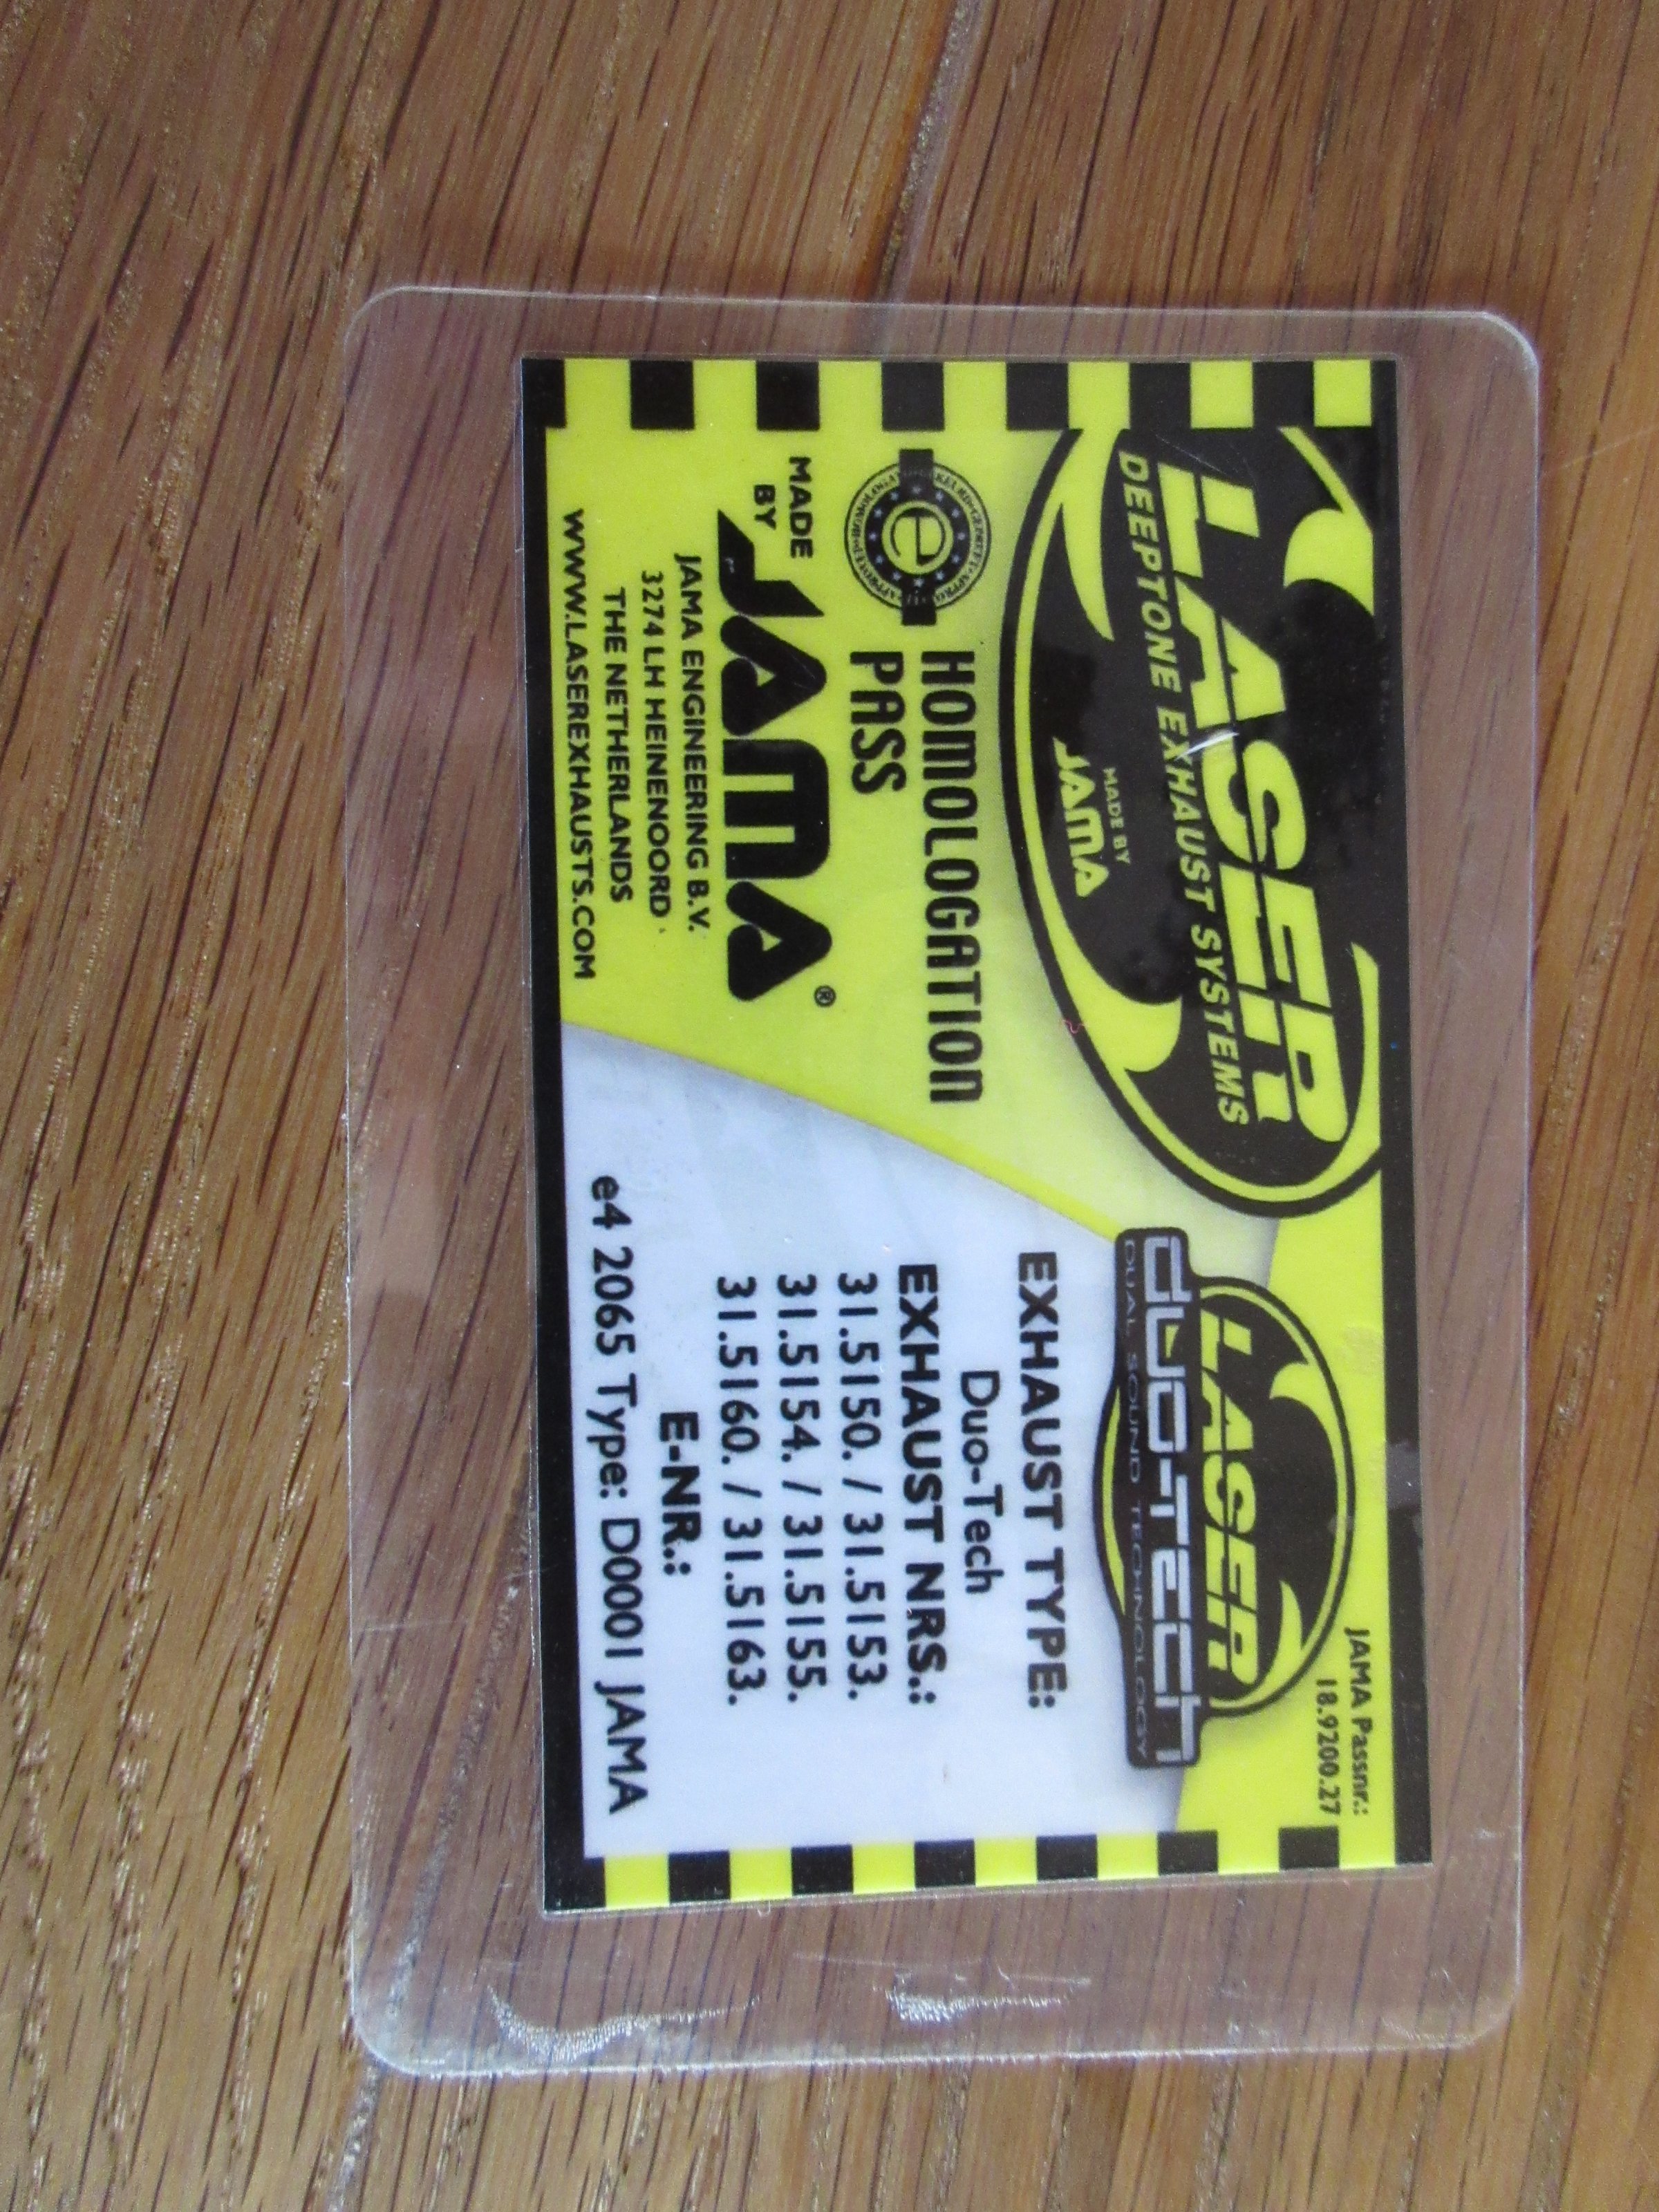 LASER
DEEPTONE EXHAUST SYSTEMS
MADE BY
JAMA
JAMA Passnr.:
18.9200.27
LASER
duo-tech
DUAL SOUND TECHNOLOGY
e
HOMOLOGATION
PASS
MADE
BY
JAMA®
JAMA ENGINEERING B.V.
3274 LH HEINENOORD
THE NETHERLANDS
WWW.LASEREXHAUSTS.COM
EXHAUST TYPE:
Duo-Tech
EXHAUST NRS.:
31.5150. / 31.5153.
31.5154. / 31.5155.
31.5160. / 31.5163.
E-NR.:
e4 2065 Type: D0001 JAMA